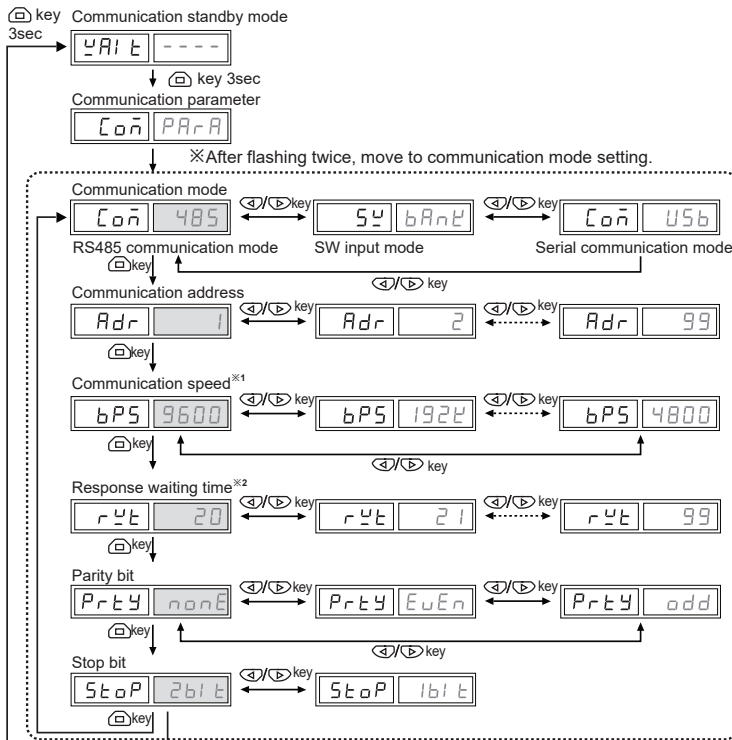 key Communication standby mode
3sec
WAIt ----
key 3sec
Communication parameter
Com PArA
※After flashing twice, move to communication mode setting.
Communication mode
Com 485 ◁/▷key SW bAnK ◁/▷key Com USb
RS485 communication mode SW input mode Serial communication mode
key
◁/▷ key
Communication address
Adr 1 ◁/▷ key Adr 2 ◁/▷ key Adr 99
key
Communication speed※1
bPS 9600 ◁/▷ key bPS 192K ◁/▷ key bPS 4800
key
◁/▷ key
Response waiting time※2
rWt 20 ◁/▷ key rWt 21 ◁/▷ key rWt 99
key
Parity bit
PrtY nonE ◁/▷ key PrtY EvEn ◁/▷ key PrtY odd
key
◁/▷ key
Stop bit
StoP 2bIt ◁/▷ key StoP 1bIt
key